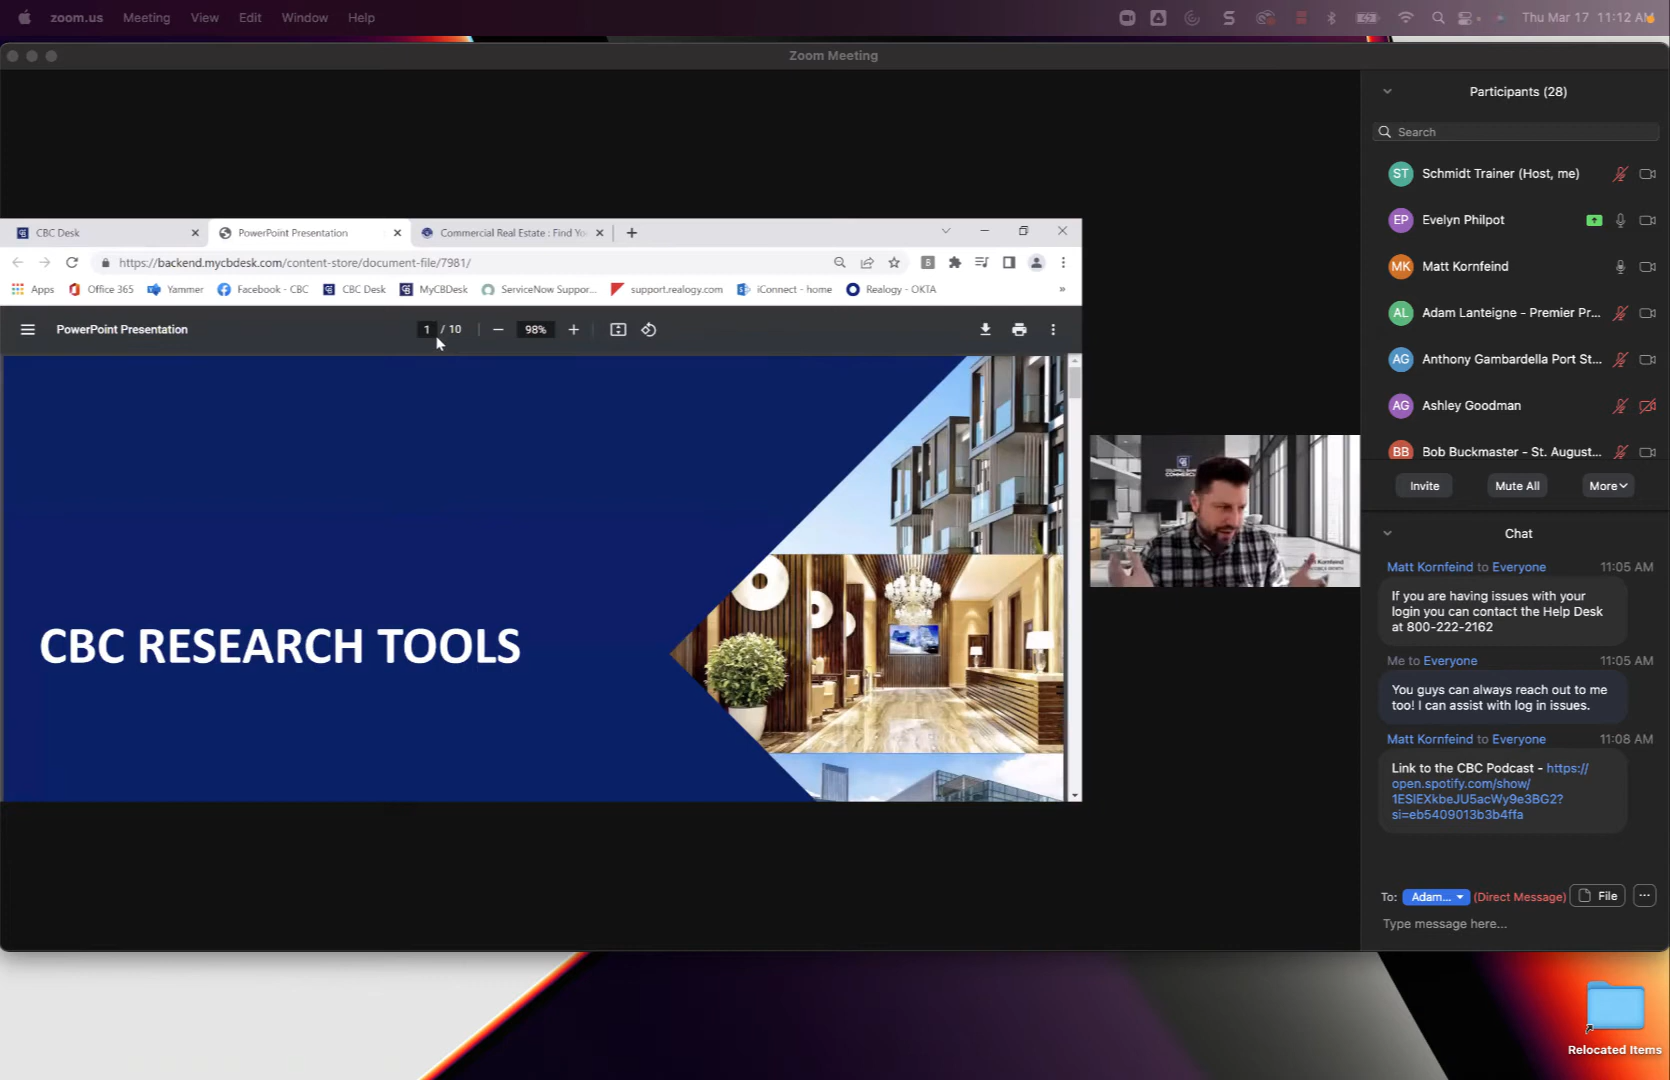 zoom.us Meeting View Edit Window Help
Thu Mar 17 11:12 AM
Zoom Meeting
CBC Desk
PowerPoint Presentation
Commercial Real Estate : Find Yo
https://backend.mycbdesk.com/content-store/document-file/7981/
Apps Office 365 Yammer Facebook - CBC CBC Desk MyCBDesk ServiceNow Suppor... support.realogy.com iConnect - home Realogy - OKTA »
PowerPoint Presentation 1 / 10 98%
CBC RESEARCH TOOLS
Participants (28)
Search
ST Schmidt Trainer (Host, me)
EP Evelyn Philpot
MK Matt Kornfeind
AL Adam Lanteigne - Premier Pr...
AG Anthony Gambardella Port St...
AG Ashley Goodman
BB Bob Buckmaster - St. August...
Invite Mute All More
Chat
Matt Kornfeind to Everyone 11:05 AM
If you are having issues with your
login you can contact the Help Desk
at 800-222-2162
Me to Everyone 11:05 AM
You guys can always reach out to me
too! I can assist with log in issues.
Matt Kornfeind to Everyone 11:08 AM
Link to the CBC Podcast - https://
open.spotify.com/show/
1ESIEXkbeJU5acWy9e3BG2?
si=eb5409013b3b4ffa
To: Adam... (Direct Message) File ...
Type message here...
Relocated Items